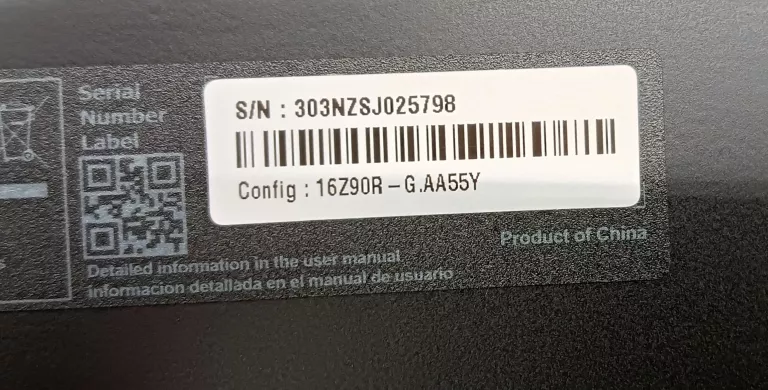 Serial
Number
Label
S/N : 303NZSJ025798
Config : 16Z90R-G.AA55Y
Product of China
Detailed information in the user manual
Informacion detallada en el manual de usuario